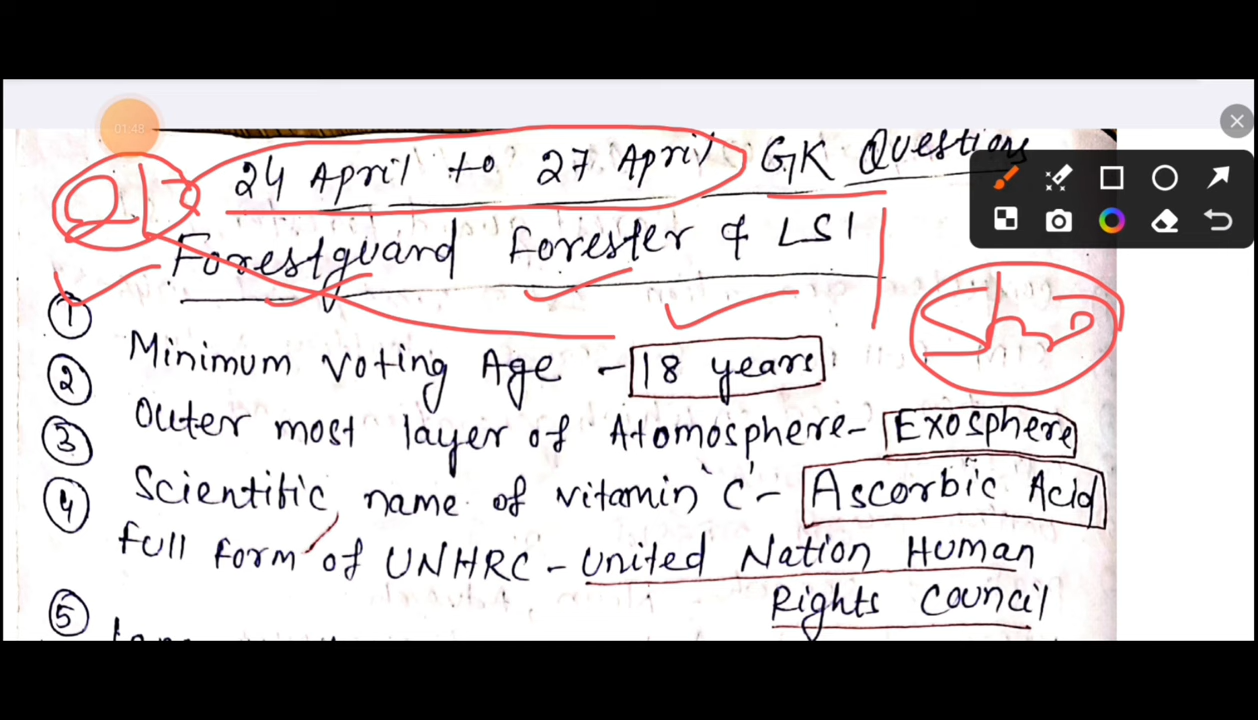 01:48
24 April to 27 April GK Questions
Forestguard Forester & LSI
① Minimum voting Age - 18 years
② Outer most layer of Atomosphere- Exosphere
③ Scientific name of vitamin 'C' - Ascorbic Acid
④ full form of UNHRC - United Nation Human
Rights Council
⑤